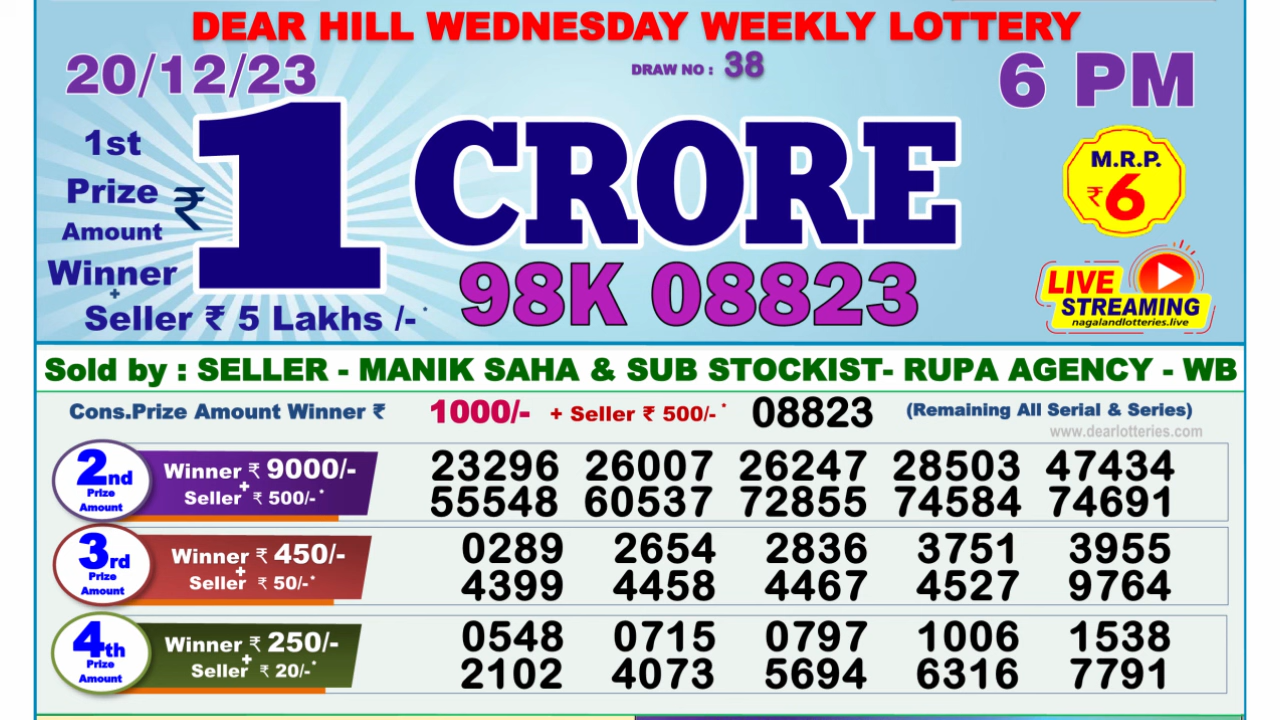 DEAR HILL WEDNESDAY WEEKLY LOTTERY
20/12/23
DRAW NO : 38
6 PM
1st
Prize
Amount
₹ 1 CRORE
M.R.P.
₹6
Winner
+
Seller ₹ 5 Lakhs /-*
98K 08823
LIVE
STREAMING
nagalandlotteries.live
Sold by : SELLER - MANIK SAHA & SUB STOCKIST- RUPA AGENCY - WB
Cons.Prize Amount Winner ₹ 1000/- + Seller ₹ 500/-* 08823 (Remaining All Serial & Series)
www.dearlotteries.com
2nd
Prize
Amount
Winner ₹ 9000/-
+
Seller ₹ 500/-*
23296 26007 26247 28503 47434
55548 60537 72855 74584 74691
3rd
Prize
Amount
Winner ₹ 450/-
+
Seller ₹ 50/-*
0289 2654 2836 3751 3955
4399 4458 4467 4527 9764
4th
Prize
Amount
Winner ₹ 250/-
+
Seller ₹ 20/-*
0548 0715 0797 1006 1538
2102 4073 5694 6316 7791